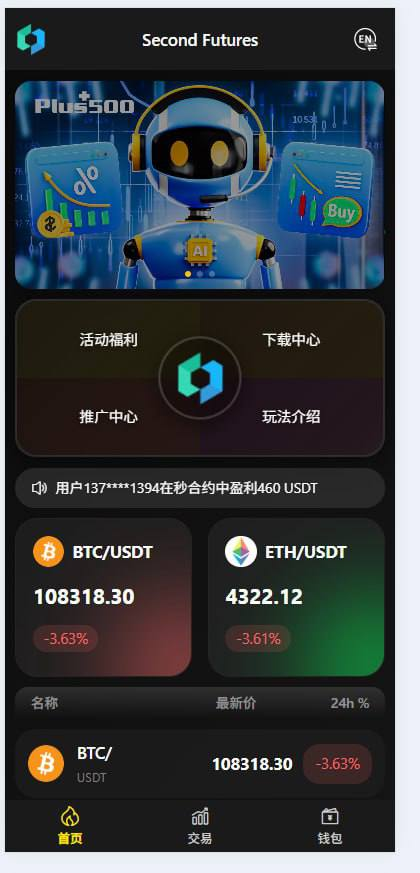 Second Futures
EN
Plus500
%
$
10531
Buy
AI
活动福利
下载中心
推广中心
玩法介绍
用户137****1394在秒合约中盈利460 USDT
BTC/USDT
ETH/USDT
108318.30
4322.12
-3.63%
-3.61%
名称 最新价 24h %
BTC/
USDT
108318.30
-3.63%
首页 交易 钱包